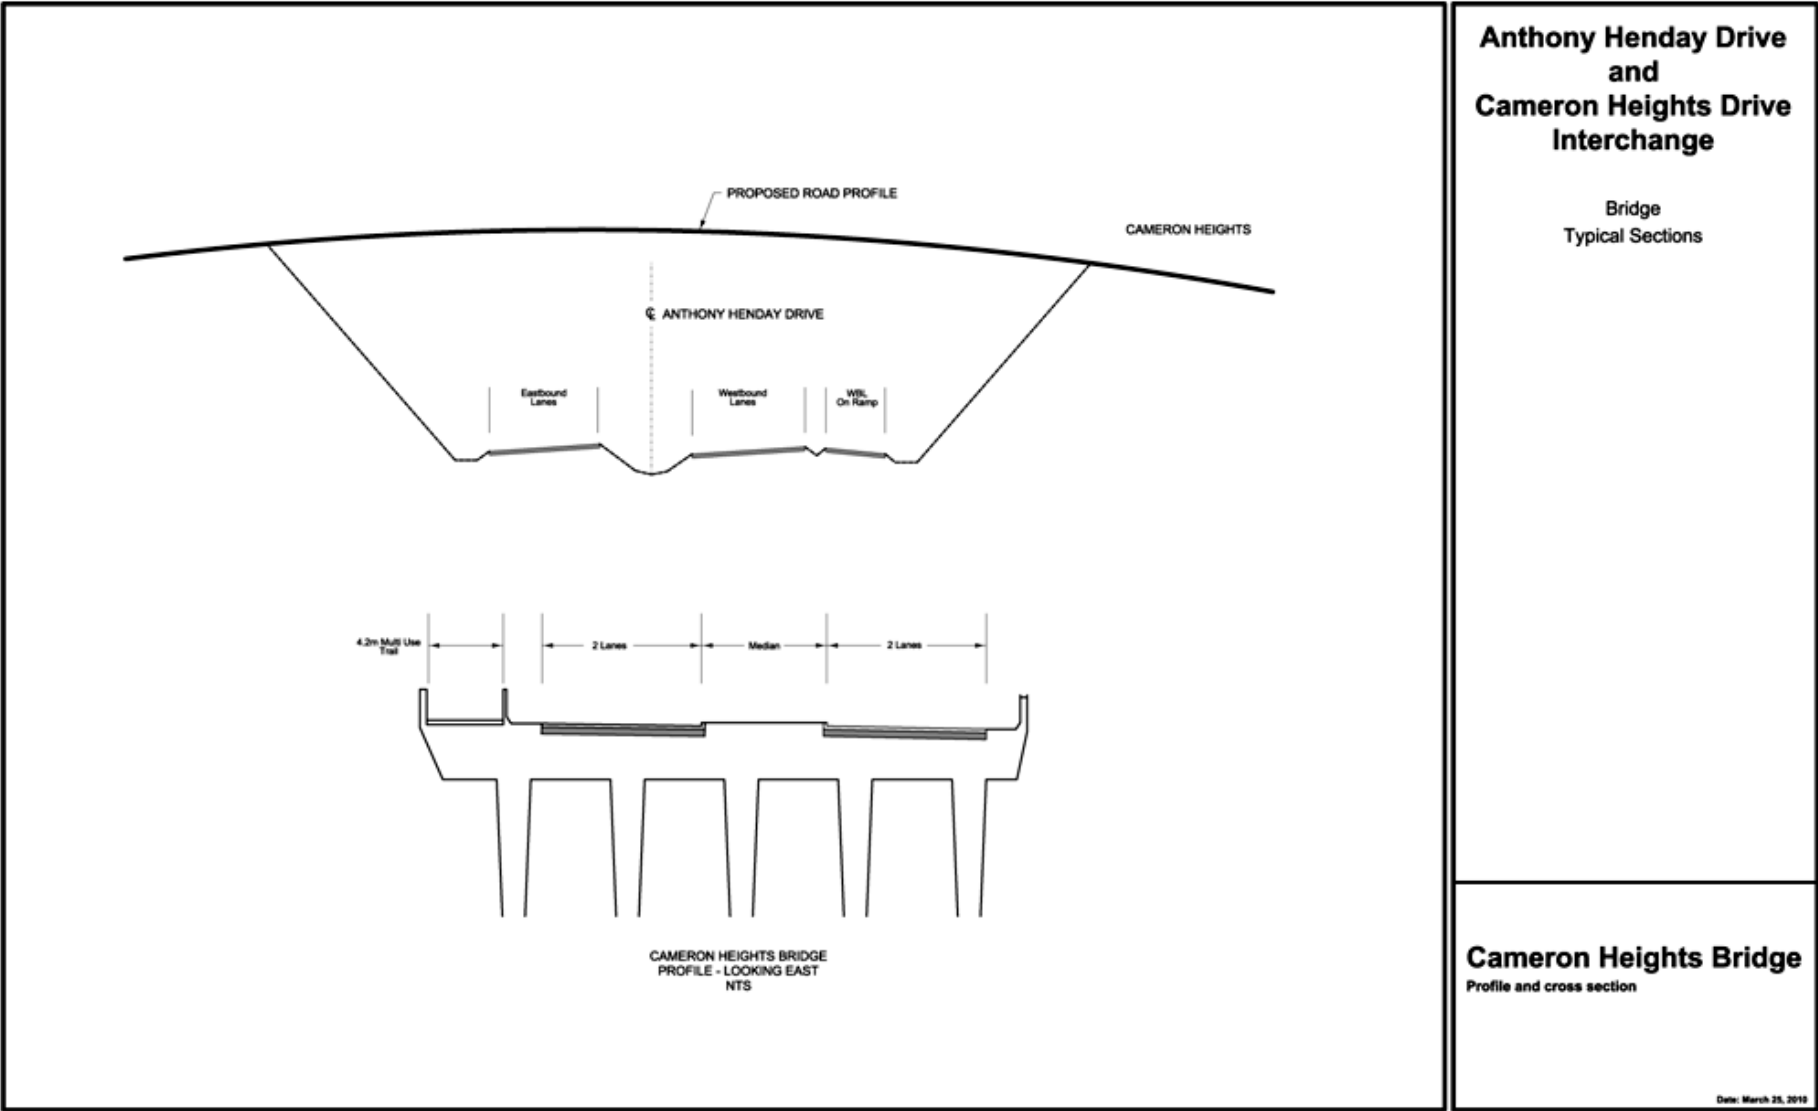 Anthony Henday Drive
and
Cameron Heights Drive
Interchange
Bridge
Typical Sections
PROPOSED ROAD PROFILE
CAMERON HEIGHTS
℄ ANTHONY HENDAY DRIVE
Eastbound
Lanes
Westbound
Lanes
WBL
On Ramp
4.2m Multi Use
Trail
2 Lanes
Median
2 Lanes
CAMERON HEIGHTS BRIDGE
PROFILE - LOOKING EAST
NTS
Cameron Heights Bridge
Profile and cross section
Date: March 25, 2010